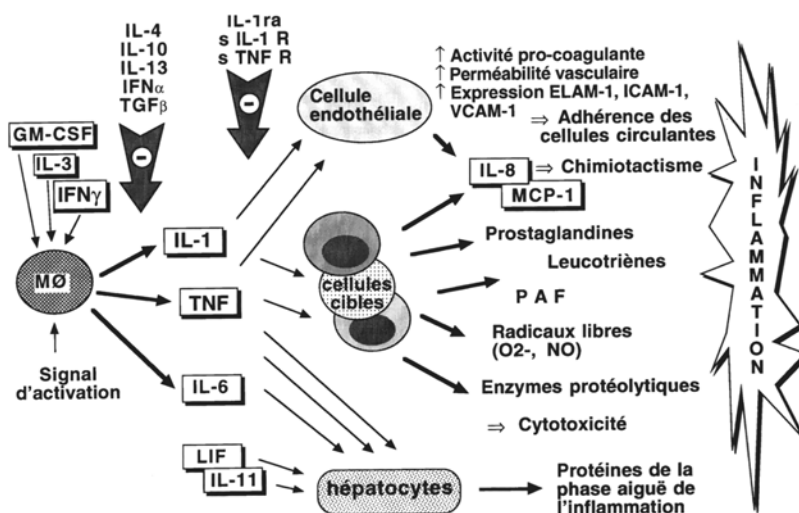 IL-4
IL-10
IL-13
IFNα
TGFβ
IL-1ra
s IL-1 R
s TNF R
GM-CSF
IL-3
IFNγ
MØ
Signal
d'activation
IL-1
TNF
IL-6
LIF
IL-11
Cellule
endothéliale
↑ Activité pro-coagulante
↑ Perméabilité vasculaire
↑ Expression ELAM-1, ICAM-1,
VCAM-1
⇒ Adhérence des
cellules circulantes
IL-8 ⇒ Chimiotactisme
MCP-1
cellules
cibles
Prostaglandines
Leucotriènes
P A F
Radicaux libres
(O2-, NO)
Enzymes protéolytiques
⇒ Cytotoxicité
hépatocytes
Protéines de la
phase aiguë de
l'inflammation
INFLAMMATION